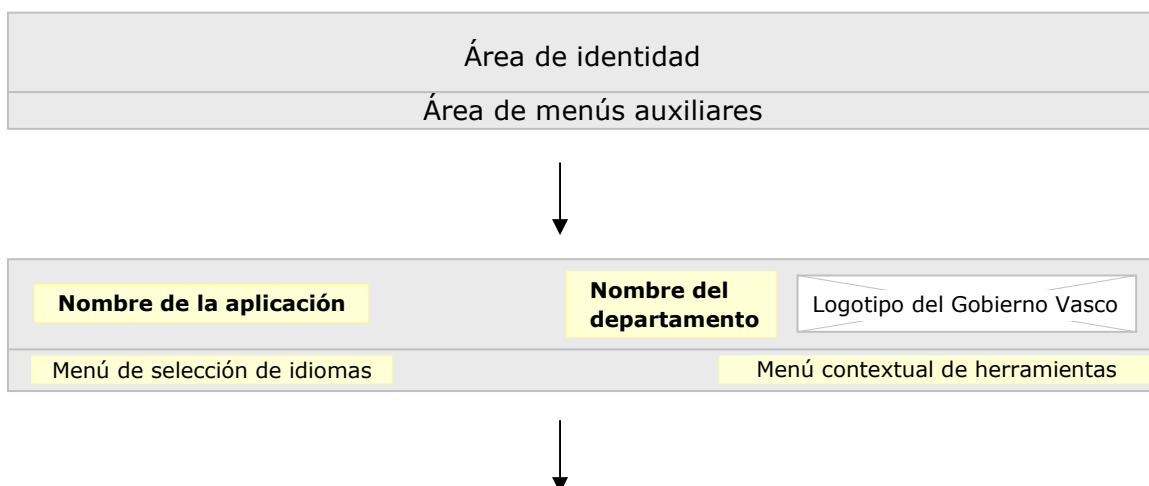 Área de identidad
Área de menús auxiliares
Nombre de la aplicación
Nombre del
departamento
Logotipo del Gobierno Vasco
Menú de selección de idiomas
Menú contextual de herramientas